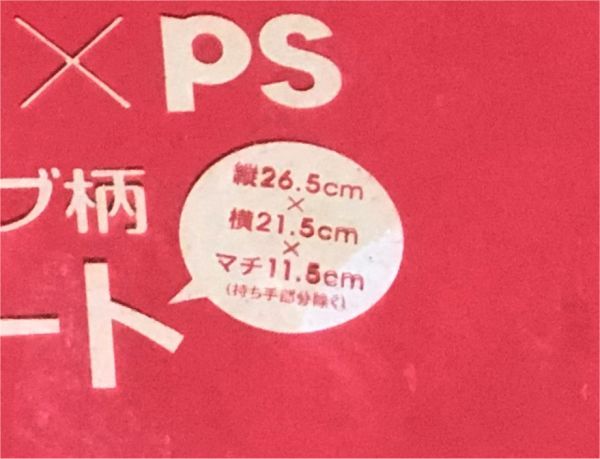 ×PS
ブ柄
ート
縦26.5cm
×
横21.5cm
×
マチ11.5cm
(持ち手部分除く)